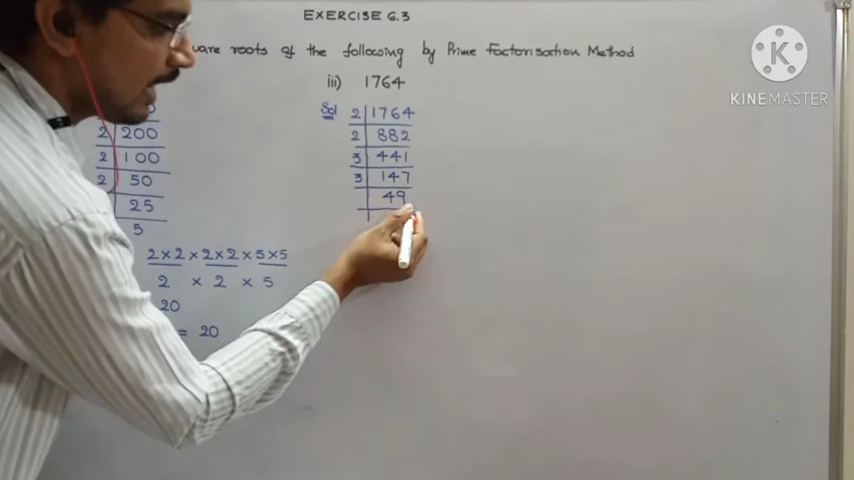 EXERCISE 6.3
uare roots of the following by Prime Factorisation Method
0
2 200
2 100
2 50
25
5
2×2 × 2×2 × 5×5
2 × 2 × 5
20
= 20
iii) 1764
Sol
2 1764
2 882
3 441
3 147
49
K
KINEMASTER